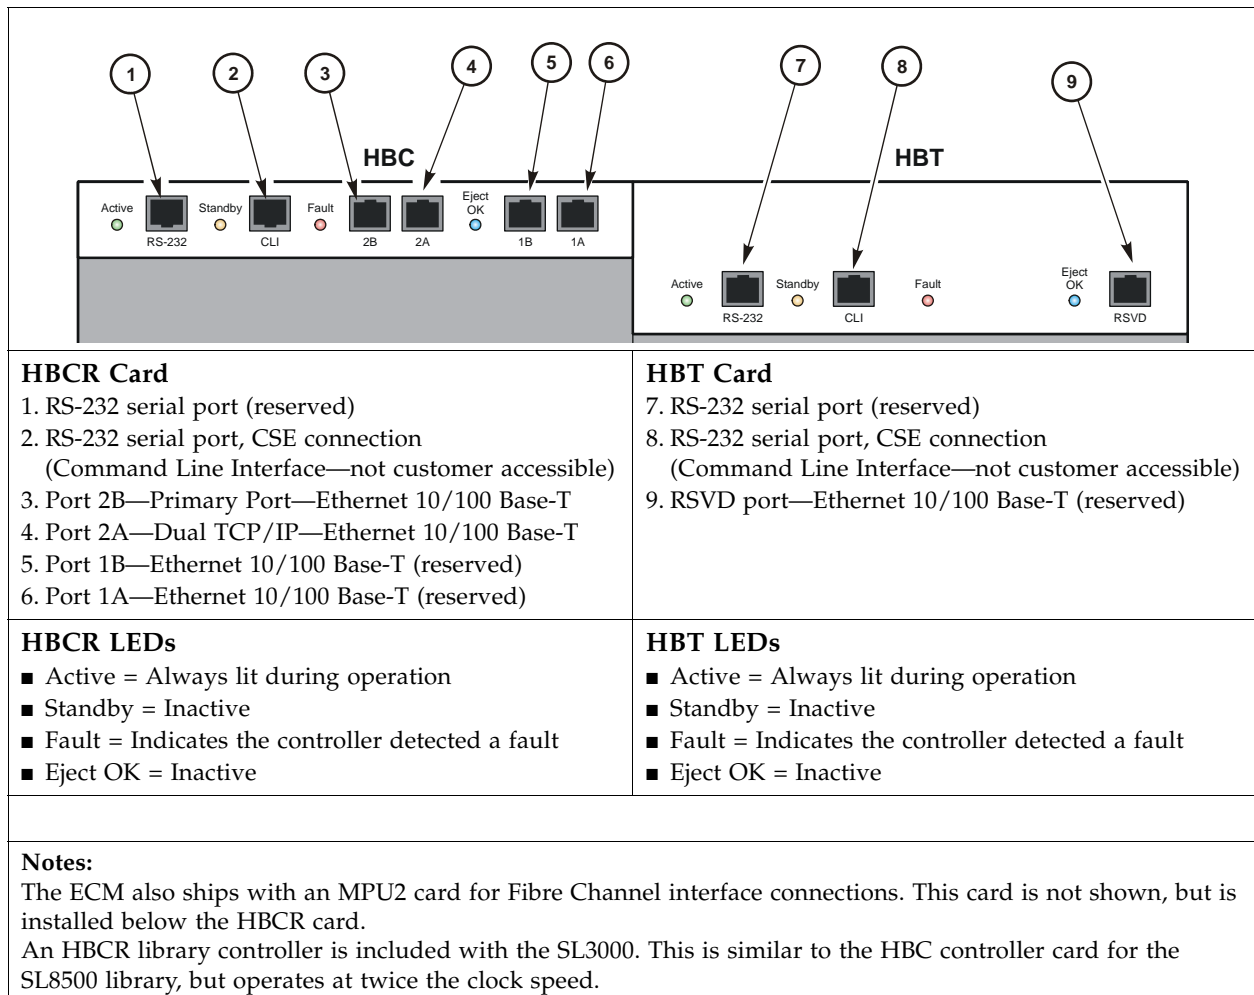 1
2
3
4
5
6
7
8
9
HBC
HBT
Active
RS-232
Standby
CLI
Fault
2B
2A
Eject
OK
1B
1A
Active
RS-232
Standby
CLI
Fault
Eject
OK
RSVD
HBCR Card
1. RS-232 serial port (reserved)
2. RS-232 serial port, CSE connection
(Command Line Interface—not customer accessible)
3. Port 2B—Primary Port—Ethernet 10/100 Base-T
4. Port 2A—Dual TCP/IP—Ethernet 10/100 Base-T
5. Port 1B—Ethernet 10/100 Base-T (reserved)
6. Port 1A—Ethernet 10/100 Base-T (reserved)
HBT Card
7. RS-232 serial port (reserved)
8. RS-232 serial port, CSE connection
(Command Line Interface—not customer accessible)
9. RSVD port—Ethernet 10/100 Base-T (reserved)
HBCR LEDs
■ Active = Always lit during operation
■ Standby = Inactive
■ Fault = Indicates the controller detected a fault
■ Eject OK = Inactive
HBT LEDs
■ Active = Always lit during operation
■ Standby = Inactive
■ Fault = Indicates the controller detected a fault
■ Eject OK = Inactive
Notes:
The ECM also ships with an MPU2 card for Fibre Channel interface connections. This card is not shown, but is
installed below the HBCR card.
An HBCR library controller is included with the SL3000. This is similar to the HBC controller card for the
SL8500 library, but operates at twice the clock speed.